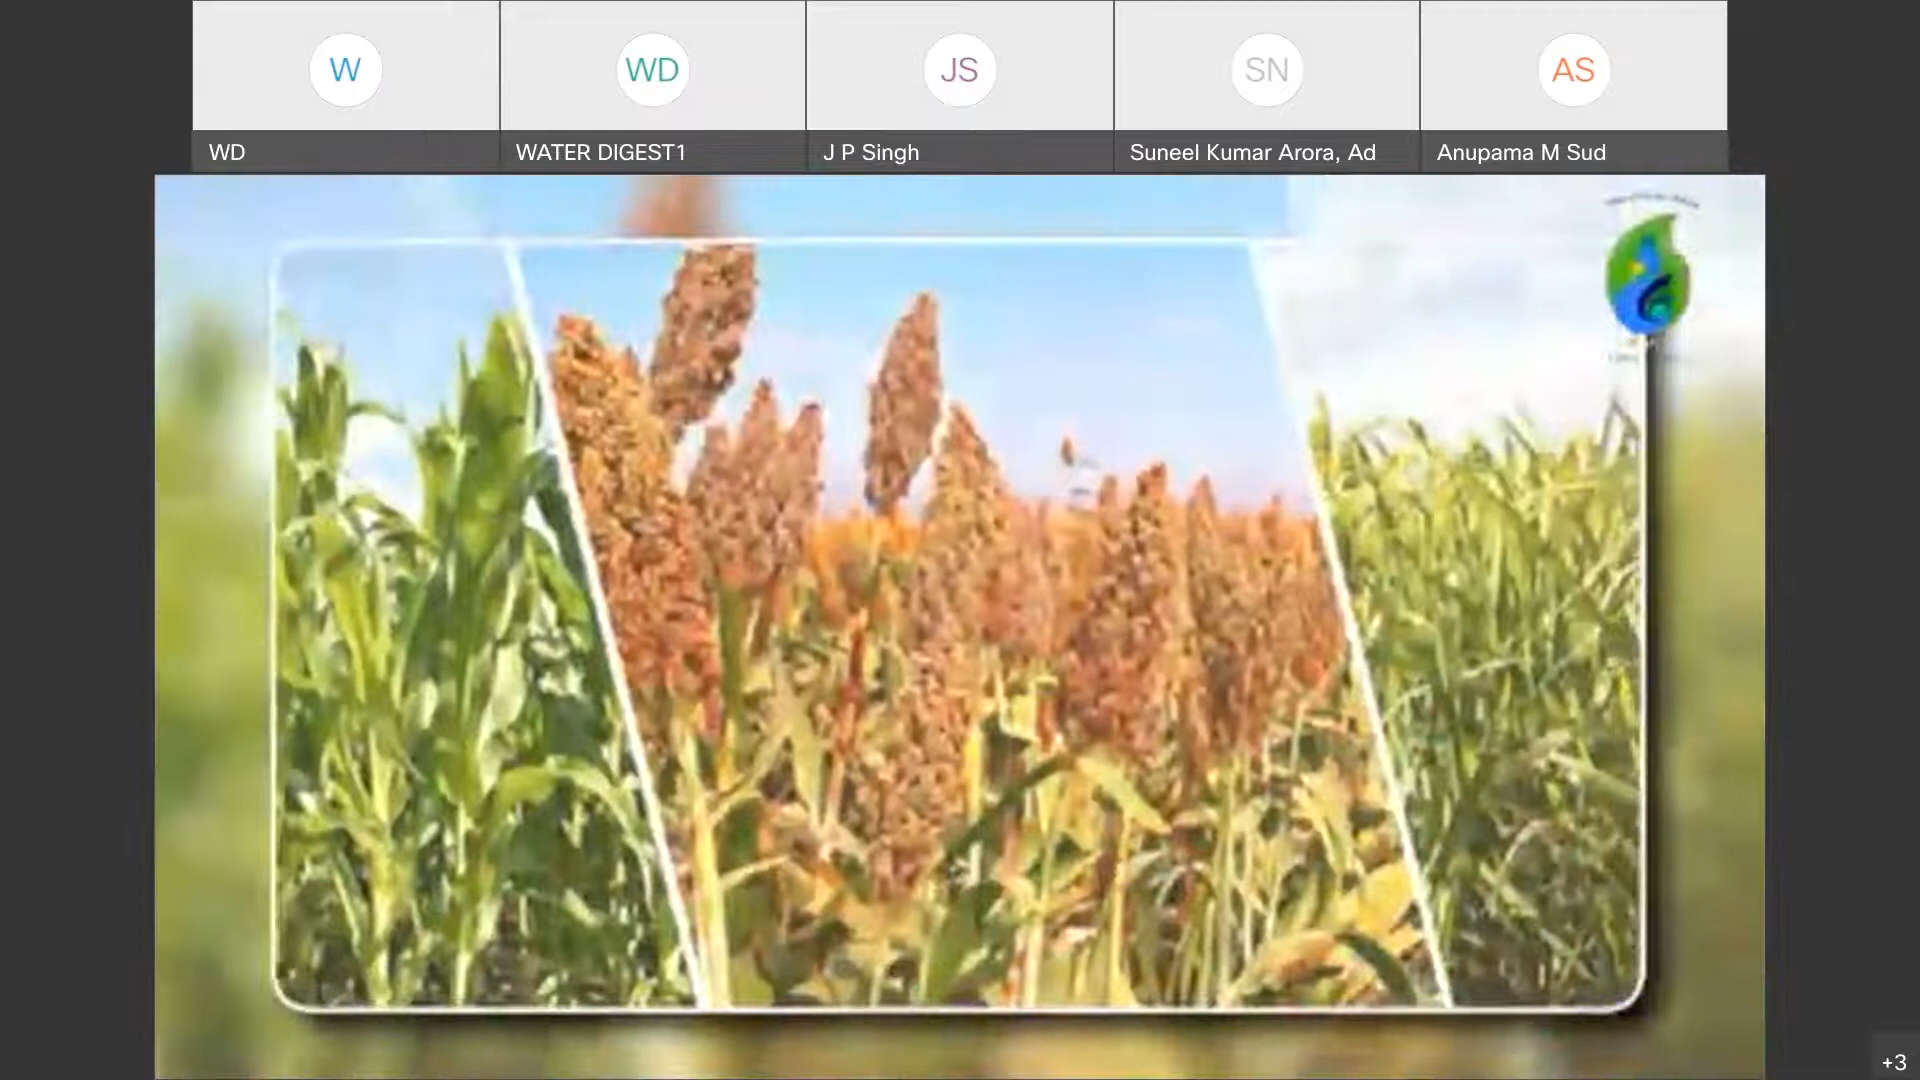 W
WD
JS
SN
AS
WD
WATER DIGEST1
J P Singh
Suneel Kumar Arora, Ad
Anupama M Sud
+3